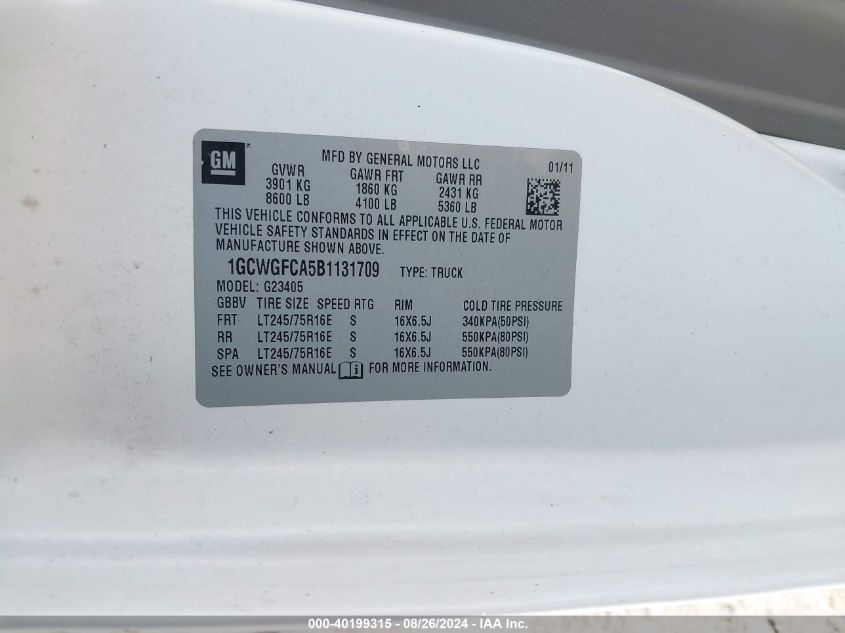 GM
MFD BY GENERAL MOTORS LLC 01/11
GVWR GAWR FRT GAWR RR
3901 KG 1860 KG 2431 KG
8600 LB 4100 LB 5360 LB
THIS VEHICLE CONFORMS TO ALL APPLICABLE U.S. FEDERAL MOTOR
VEHICLE SAFETY STANDARDS IN EFFECT ON THE DATE OF
MANUFACTURE SHOWN ABOVE.
1GCWGFCA5B1131709 TYPE: TRUCK
MODEL: G23405
GBBV TIRE SIZE SPEED RTG RIM COLD TIRE PRESSURE
FRT LT245/75R16E S 16X6.5J 340KPA(50PSI)
RR LT245/75R16E S 16X6.5J 550KPA(80PSI)
SPA LT245/75R16E S 16X6.5J 550KPA(80PSI)
SEE OWNER'S MANUAL FOR MORE INFORMATION.
000-40199315 - 08/26/2024 - IAA Inc.